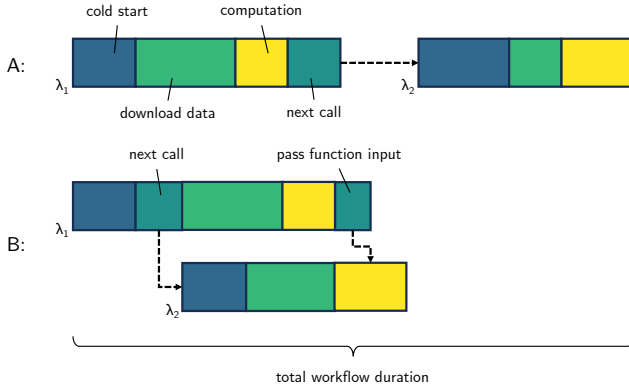 cold start
computation
A:
λ1
λ2
download data
next call
next call
pass function input
λ1
B:
λ2
total workflow duration